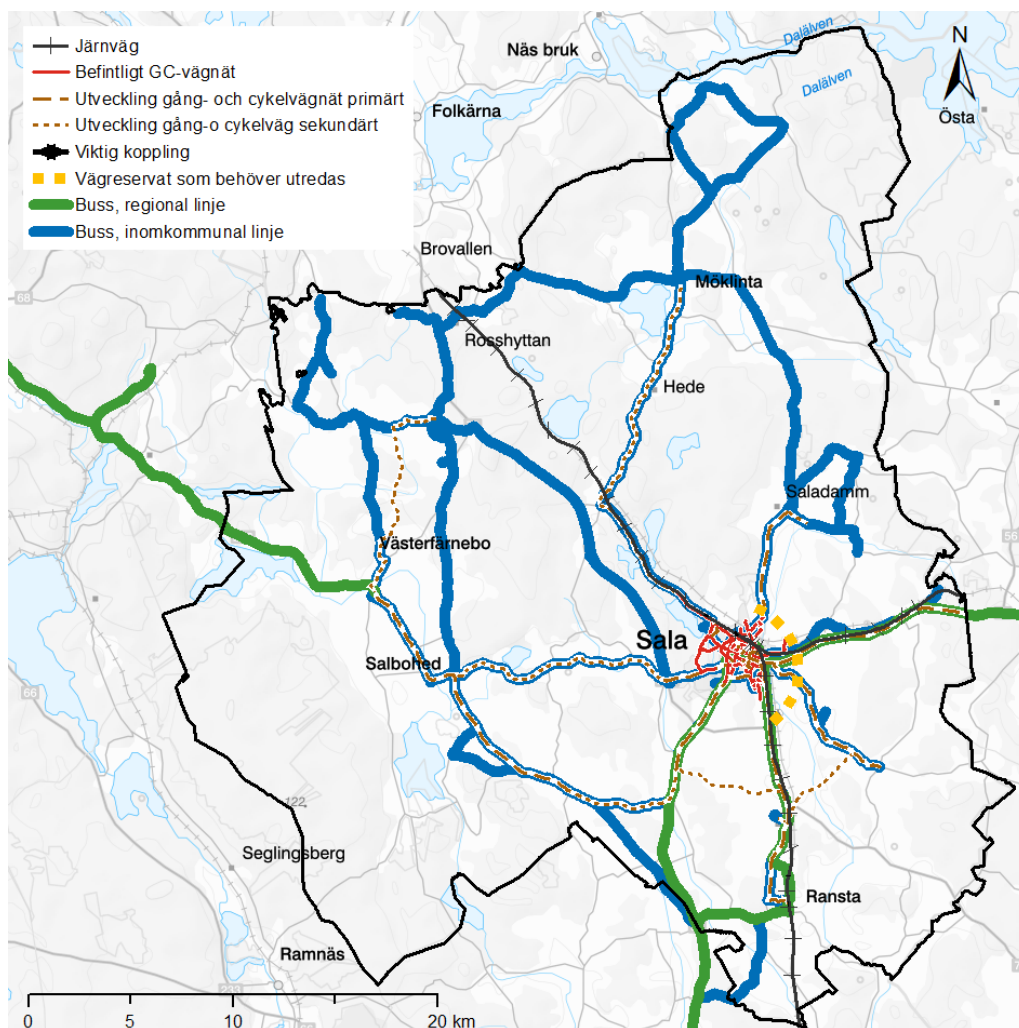 Järnväg
Befintligt GC-vägnät
Utveckling gång- och cykelvägnät primärt
Utveckling gång-o cykelväg sekundärt
Viktig koppling
Vägreservat som behöver utredas
Buss, regional linje
Buss, inomkommunal linje
Näs bruk
Dalälven
N
Dalälven
Folkärna
Östa
Brovallen
Möklinta
68
Rosshyttan
Hede
Saladamm
56
Västerfärnebo
Sala
Salbohed
66
122
Seglingsberg
Ransta
Ramnäs
233
0 5 10 20 km